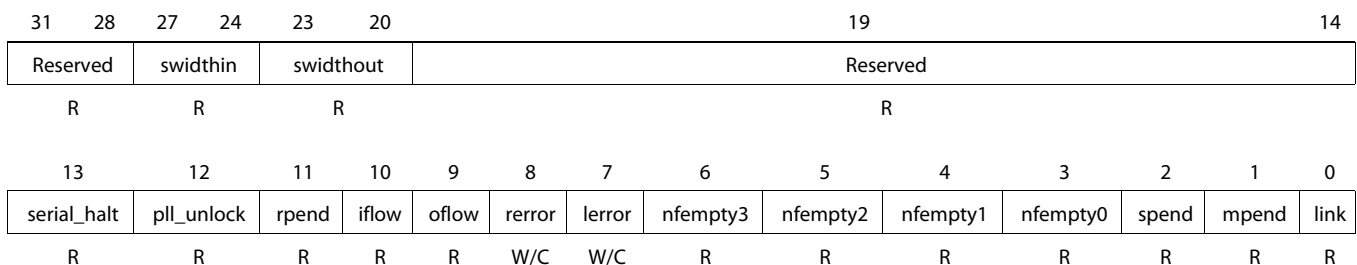 31 28 27 24 23 20 19 14
Reserved swidthin swidthout Reserved
R R R R
13 12 11 10 9 8 7 6 5 4 3 2 1 0
serial_halt pll_unlock rpend iflow oflow rerror lerror nfempty3 nfempty2 nfempty1 nfempty0 spend mpend link
R R R R R W/C W/C R R R R R R R